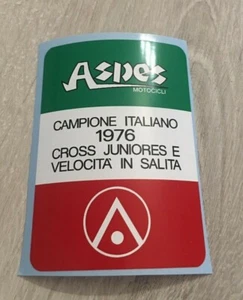 Aspes
MOTOCICLI
CAMPIONE ITALIANO
1976
CROSS JUNIORES E
VELOCITÀ IN SALITA